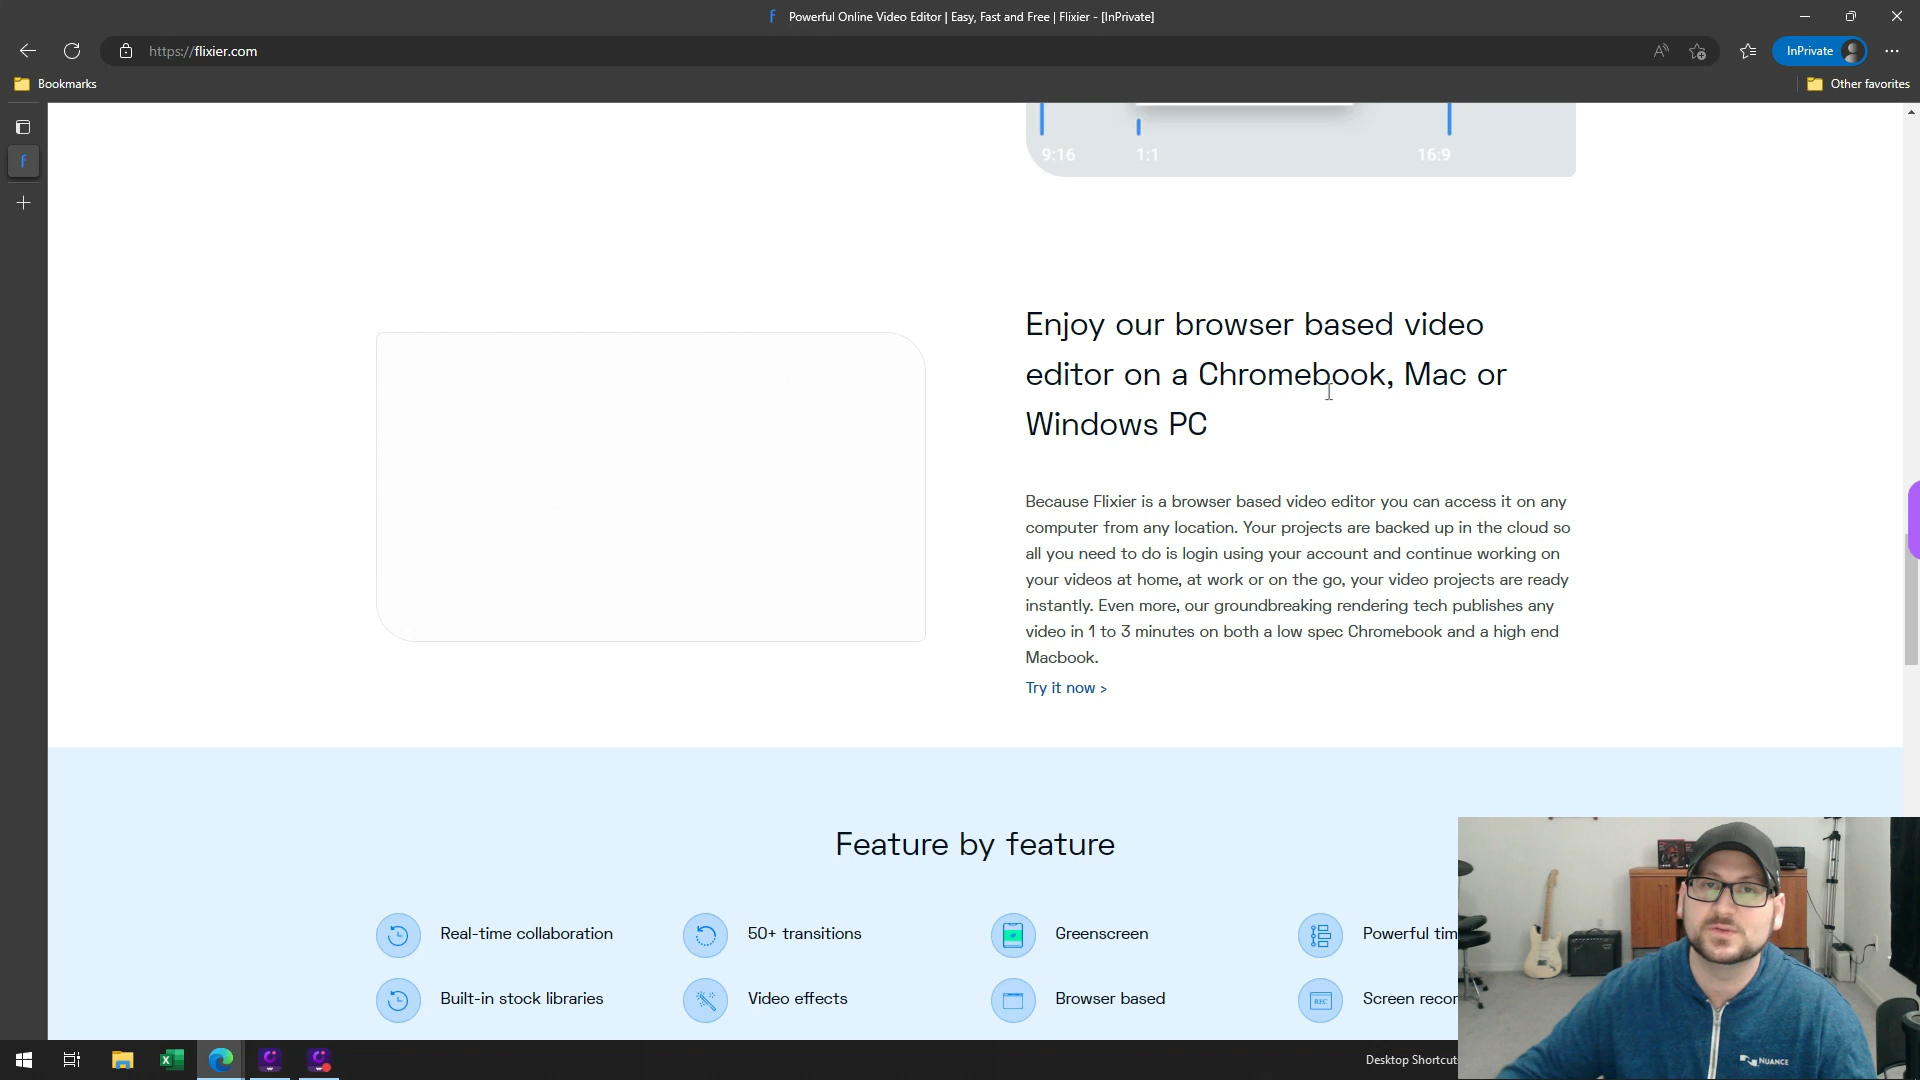 Powerful Online Video Editor | Easy, Fast and Free | Flixier - [InPrivate]
https://flixier.com
InPrivate
Bookmarks
Other favorites
9:16
1:1
16:9
Enjoy our browser based video
editor on a Chromebook, Mac or
Windows PC
Because Flixier is a browser based video editor you can access it on any
computer from any location. Your projects are backed up in the cloud so
all you need to do is login using your account and continue working on
your videos at home, at work or on the go, your video projects are ready
instantly. Even more, our groundbreaking rendering tech publishes any
video in 1 to 3 minutes on both a low spec Chromebook and a high end
Macbook.
Try it now >
Feature by feature
Real-time collaboration
50+ transitions
Greenscreen
Powerful tim
Built-in stock libraries
Video effects
Browser based
REC
Screen recor
Desktop Shortcut
NUANCE